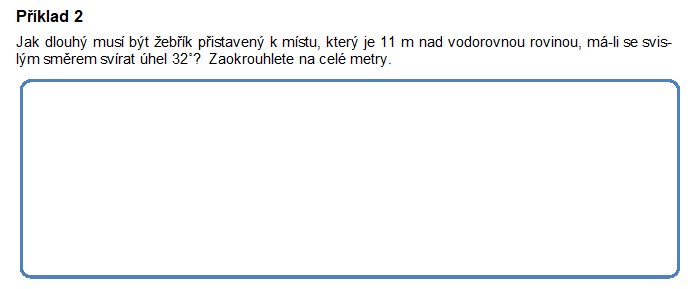 Příklad 2
Jak dlouhý musí být žebřík přistavený k místu, který je 11 m nad vodorovnou rovinou, má-li se svis-
lým směrem svírat úhel 32˚?  Zaokrouhlete na celé metry.